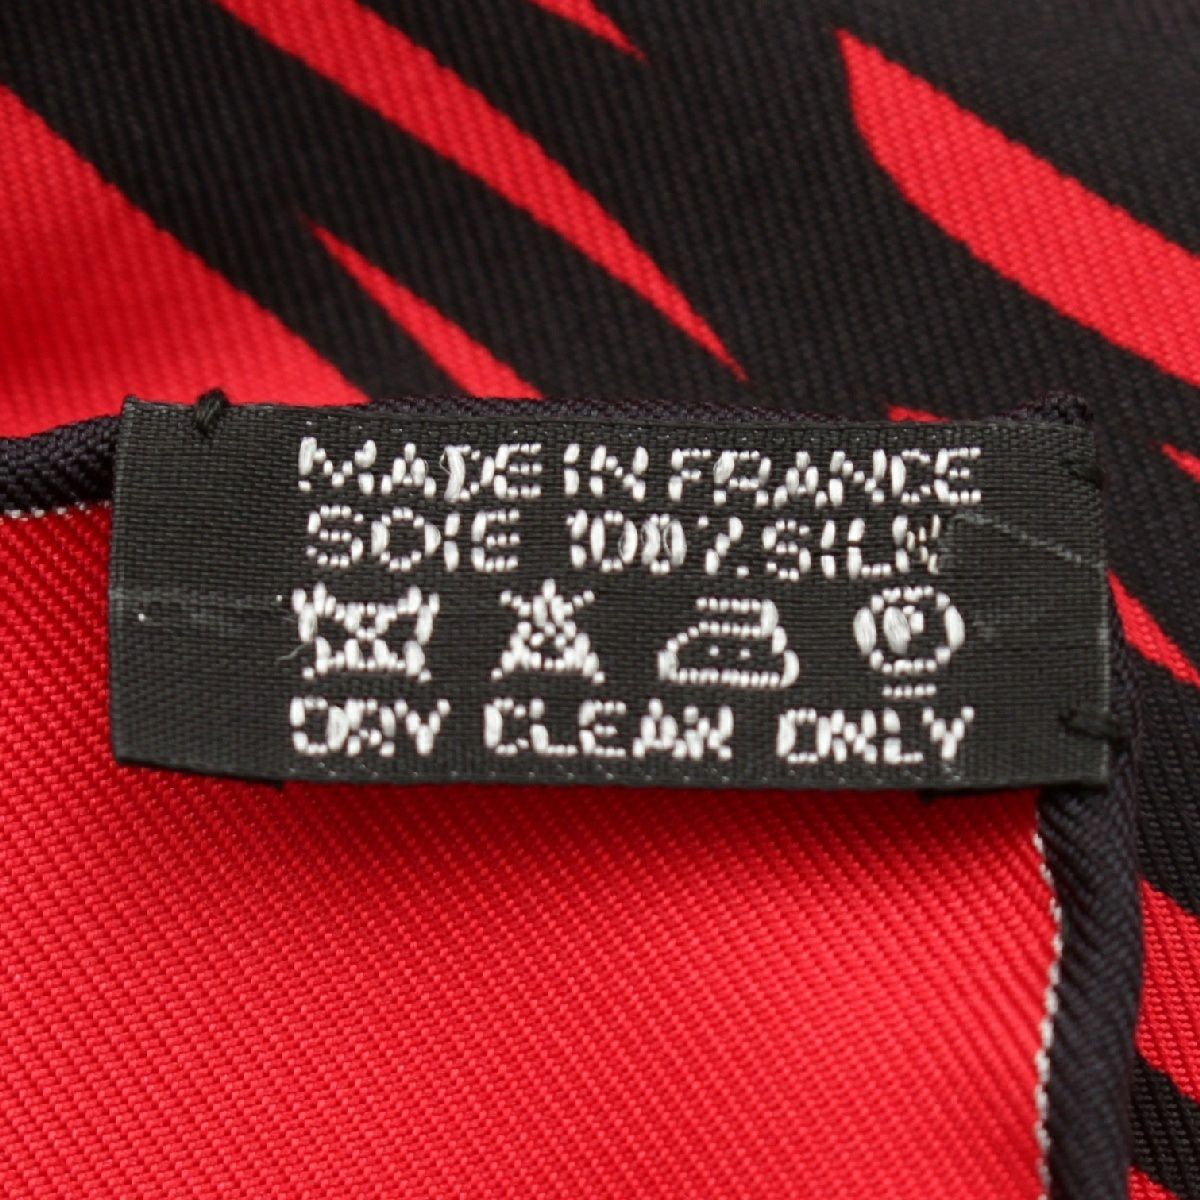 MADE IN FRANCE
SOIE 100% SILK
P
DRY CLEAN ONLY